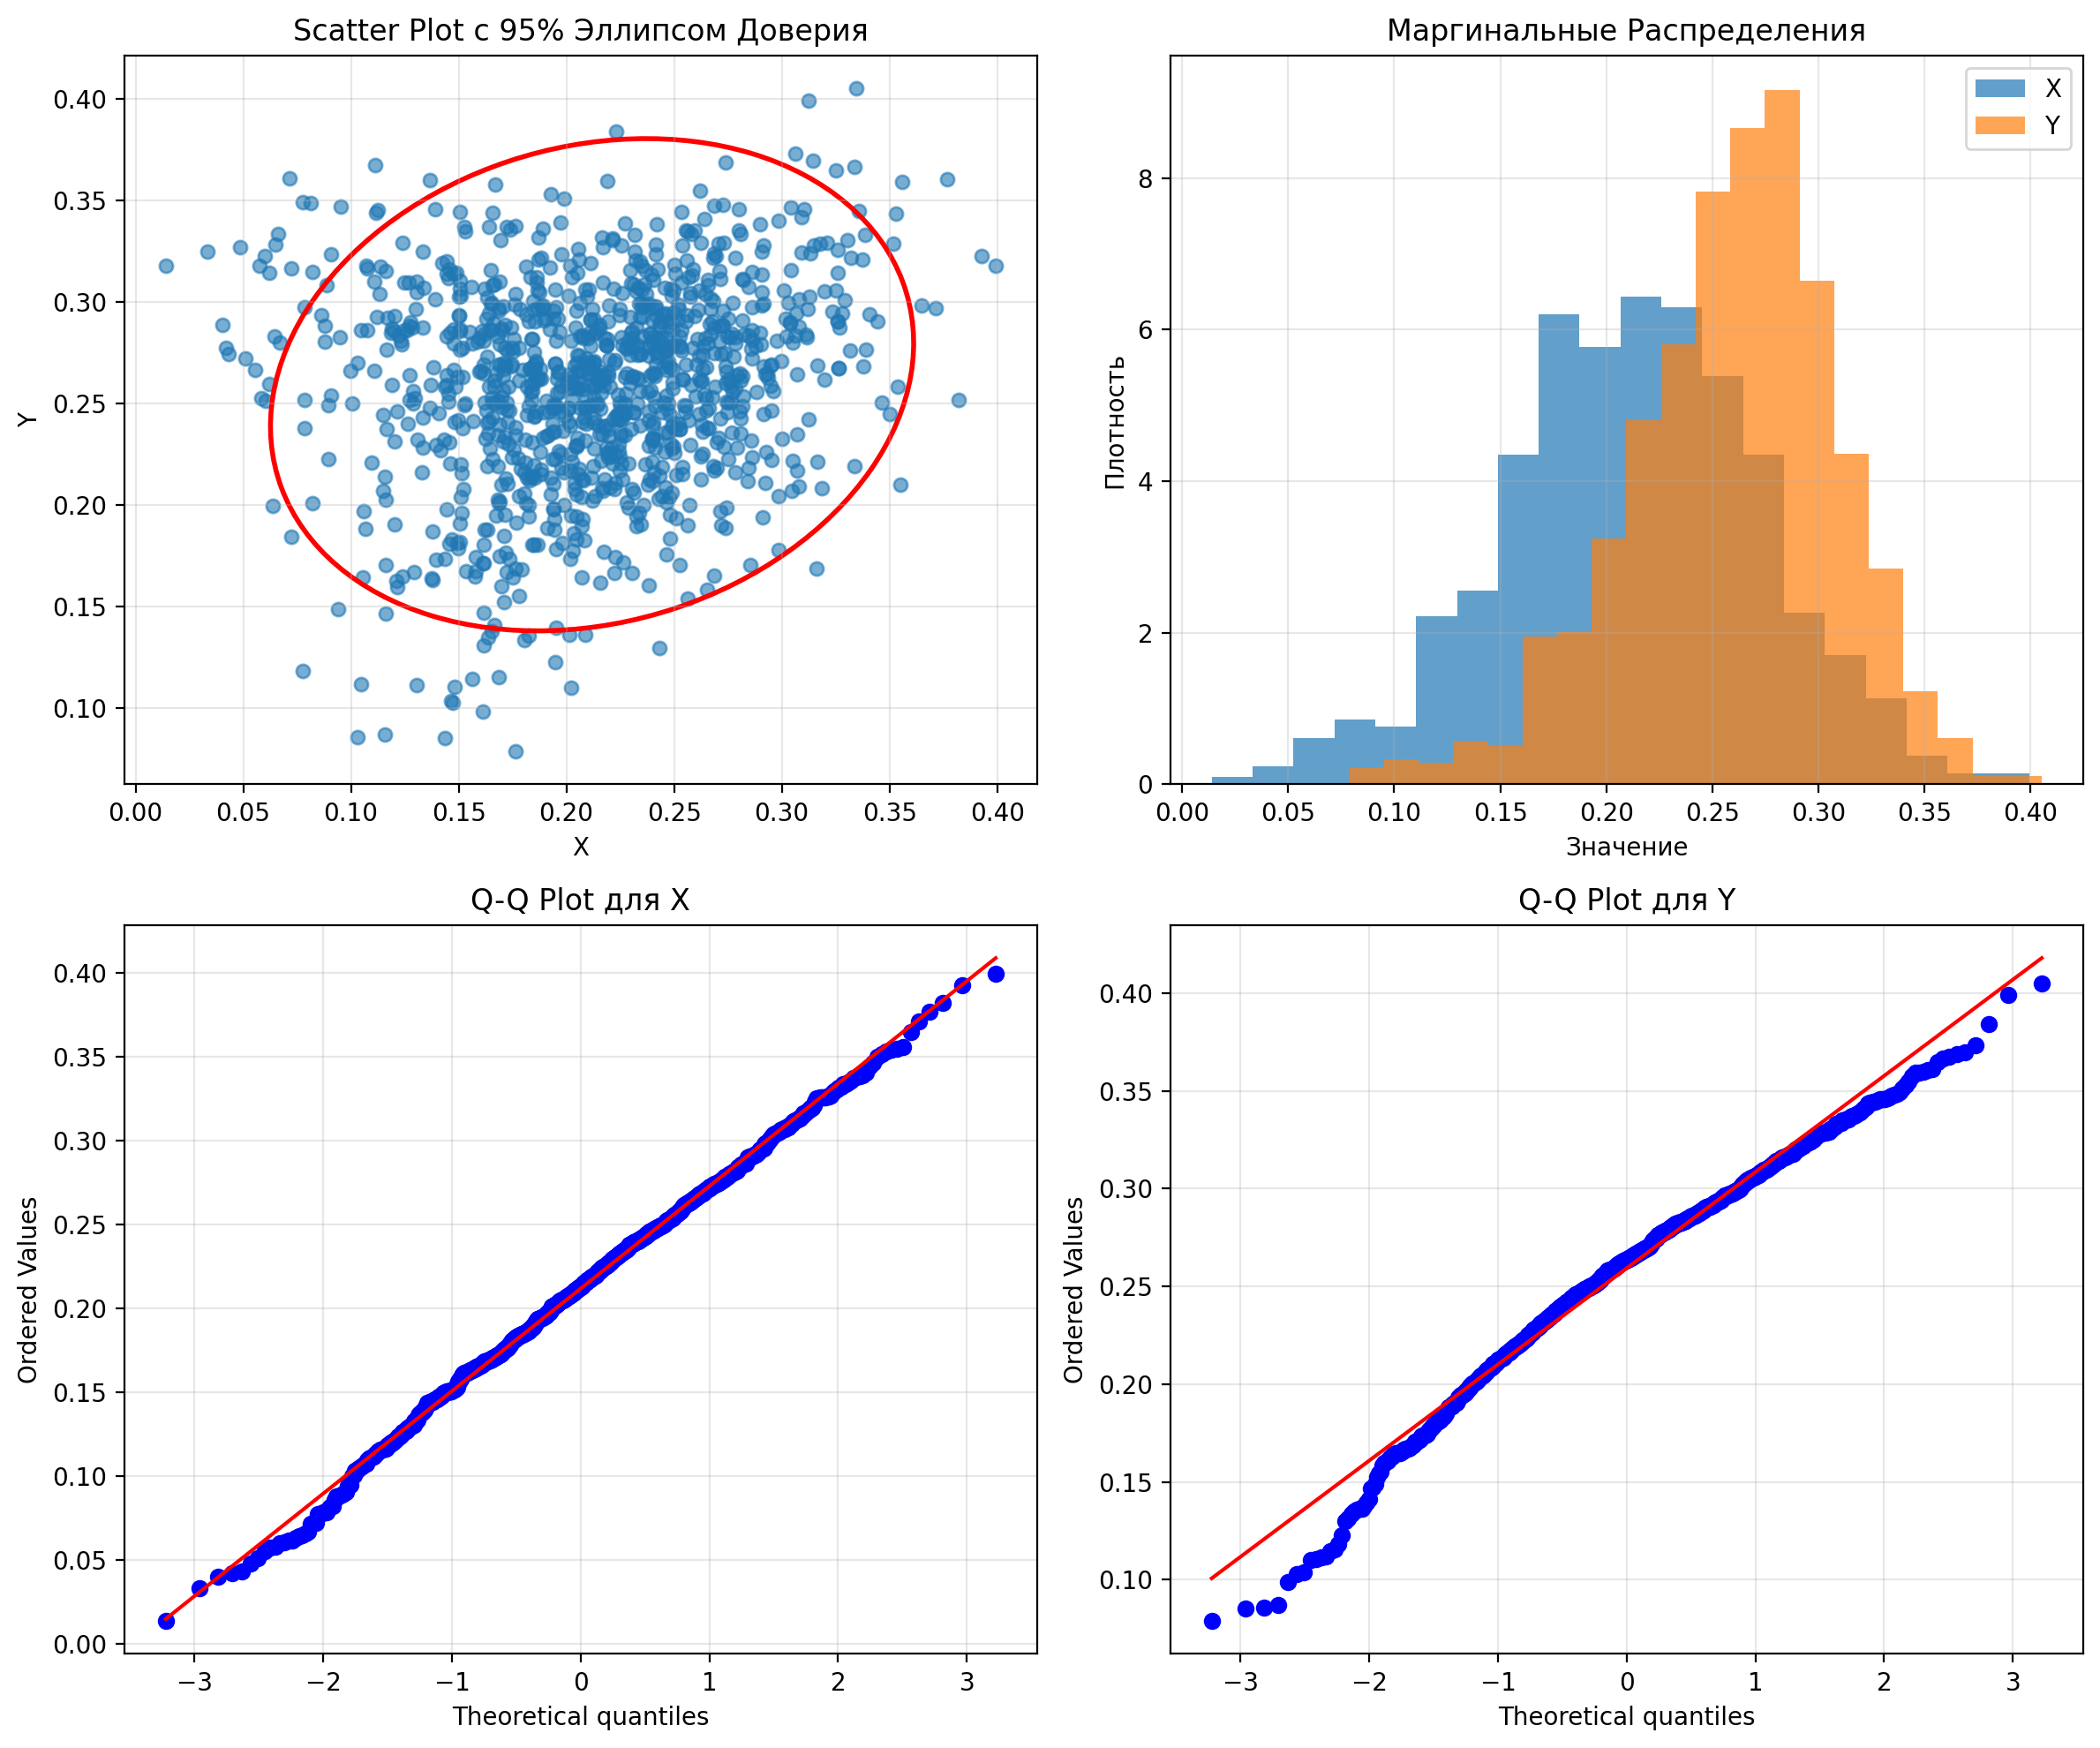 Scatter Plot с 95% Эллипсом Доверия
0.40
0.35
0.30
0.25
0.20
0.15
0.10
Y
0.00 0.05 0.10 0.15 0.20 0.25 0.30 0.35 0.40
X
Маргинальные Распределения
X
Y
8
6
4
2
0
Плотность
0.00 0.05 0.10 0.15 0.20 0.25 0.30 0.35 0.40
Значение
Q-Q Plot для X
0.40
0.35
0.30
0.25
0.20
0.15
0.10
0.05
0.00
Ordered Values
−3 −2 −1 0 1 2 3
Theoretical quantiles
Q-Q Plot для Y
0.40
0.35
0.30
0.25
0.20
0.15
0.10
Ordered Values
−3 −2 −1 0 1 2 3
Theoretical quantiles